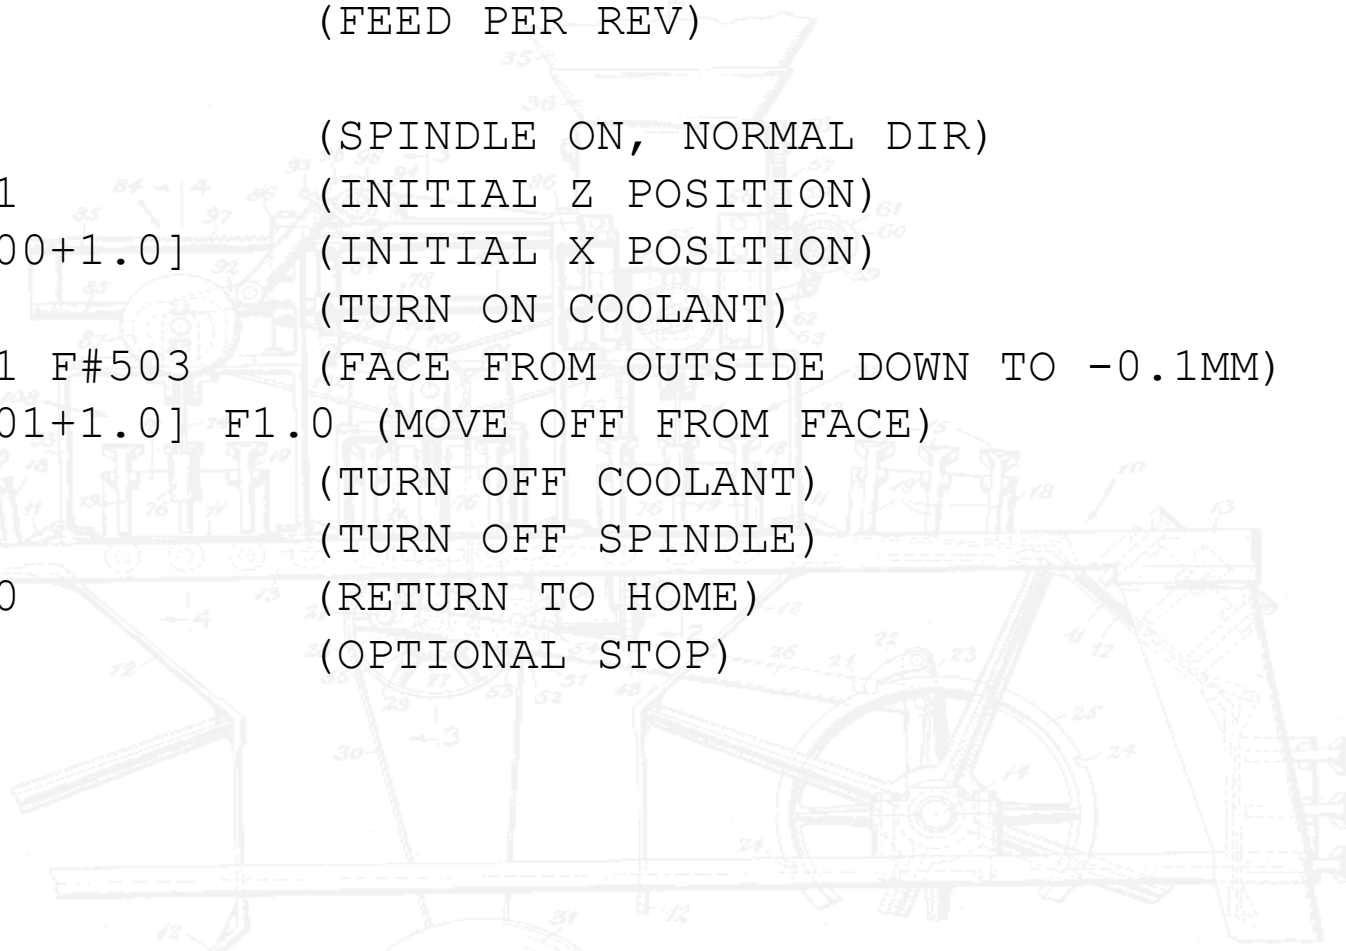 (FEED PER REV)
(SPINDLE ON, NORMAL DIR)
1 (INITIAL Z POSITION)
00+1.0] (INITIAL X POSITION)
(TURN ON COOLANT)
1 F#503 (FACE FROM OUTSIDE DOWN TO -0.1MM)
01+1.0] F1.0 (MOVE OFF FROM FACE)
(TURN OFF COOLANT)
(TURN OFF SPINDLE)
0 (RETURN TO HOME)
(OPTIONAL STOP)